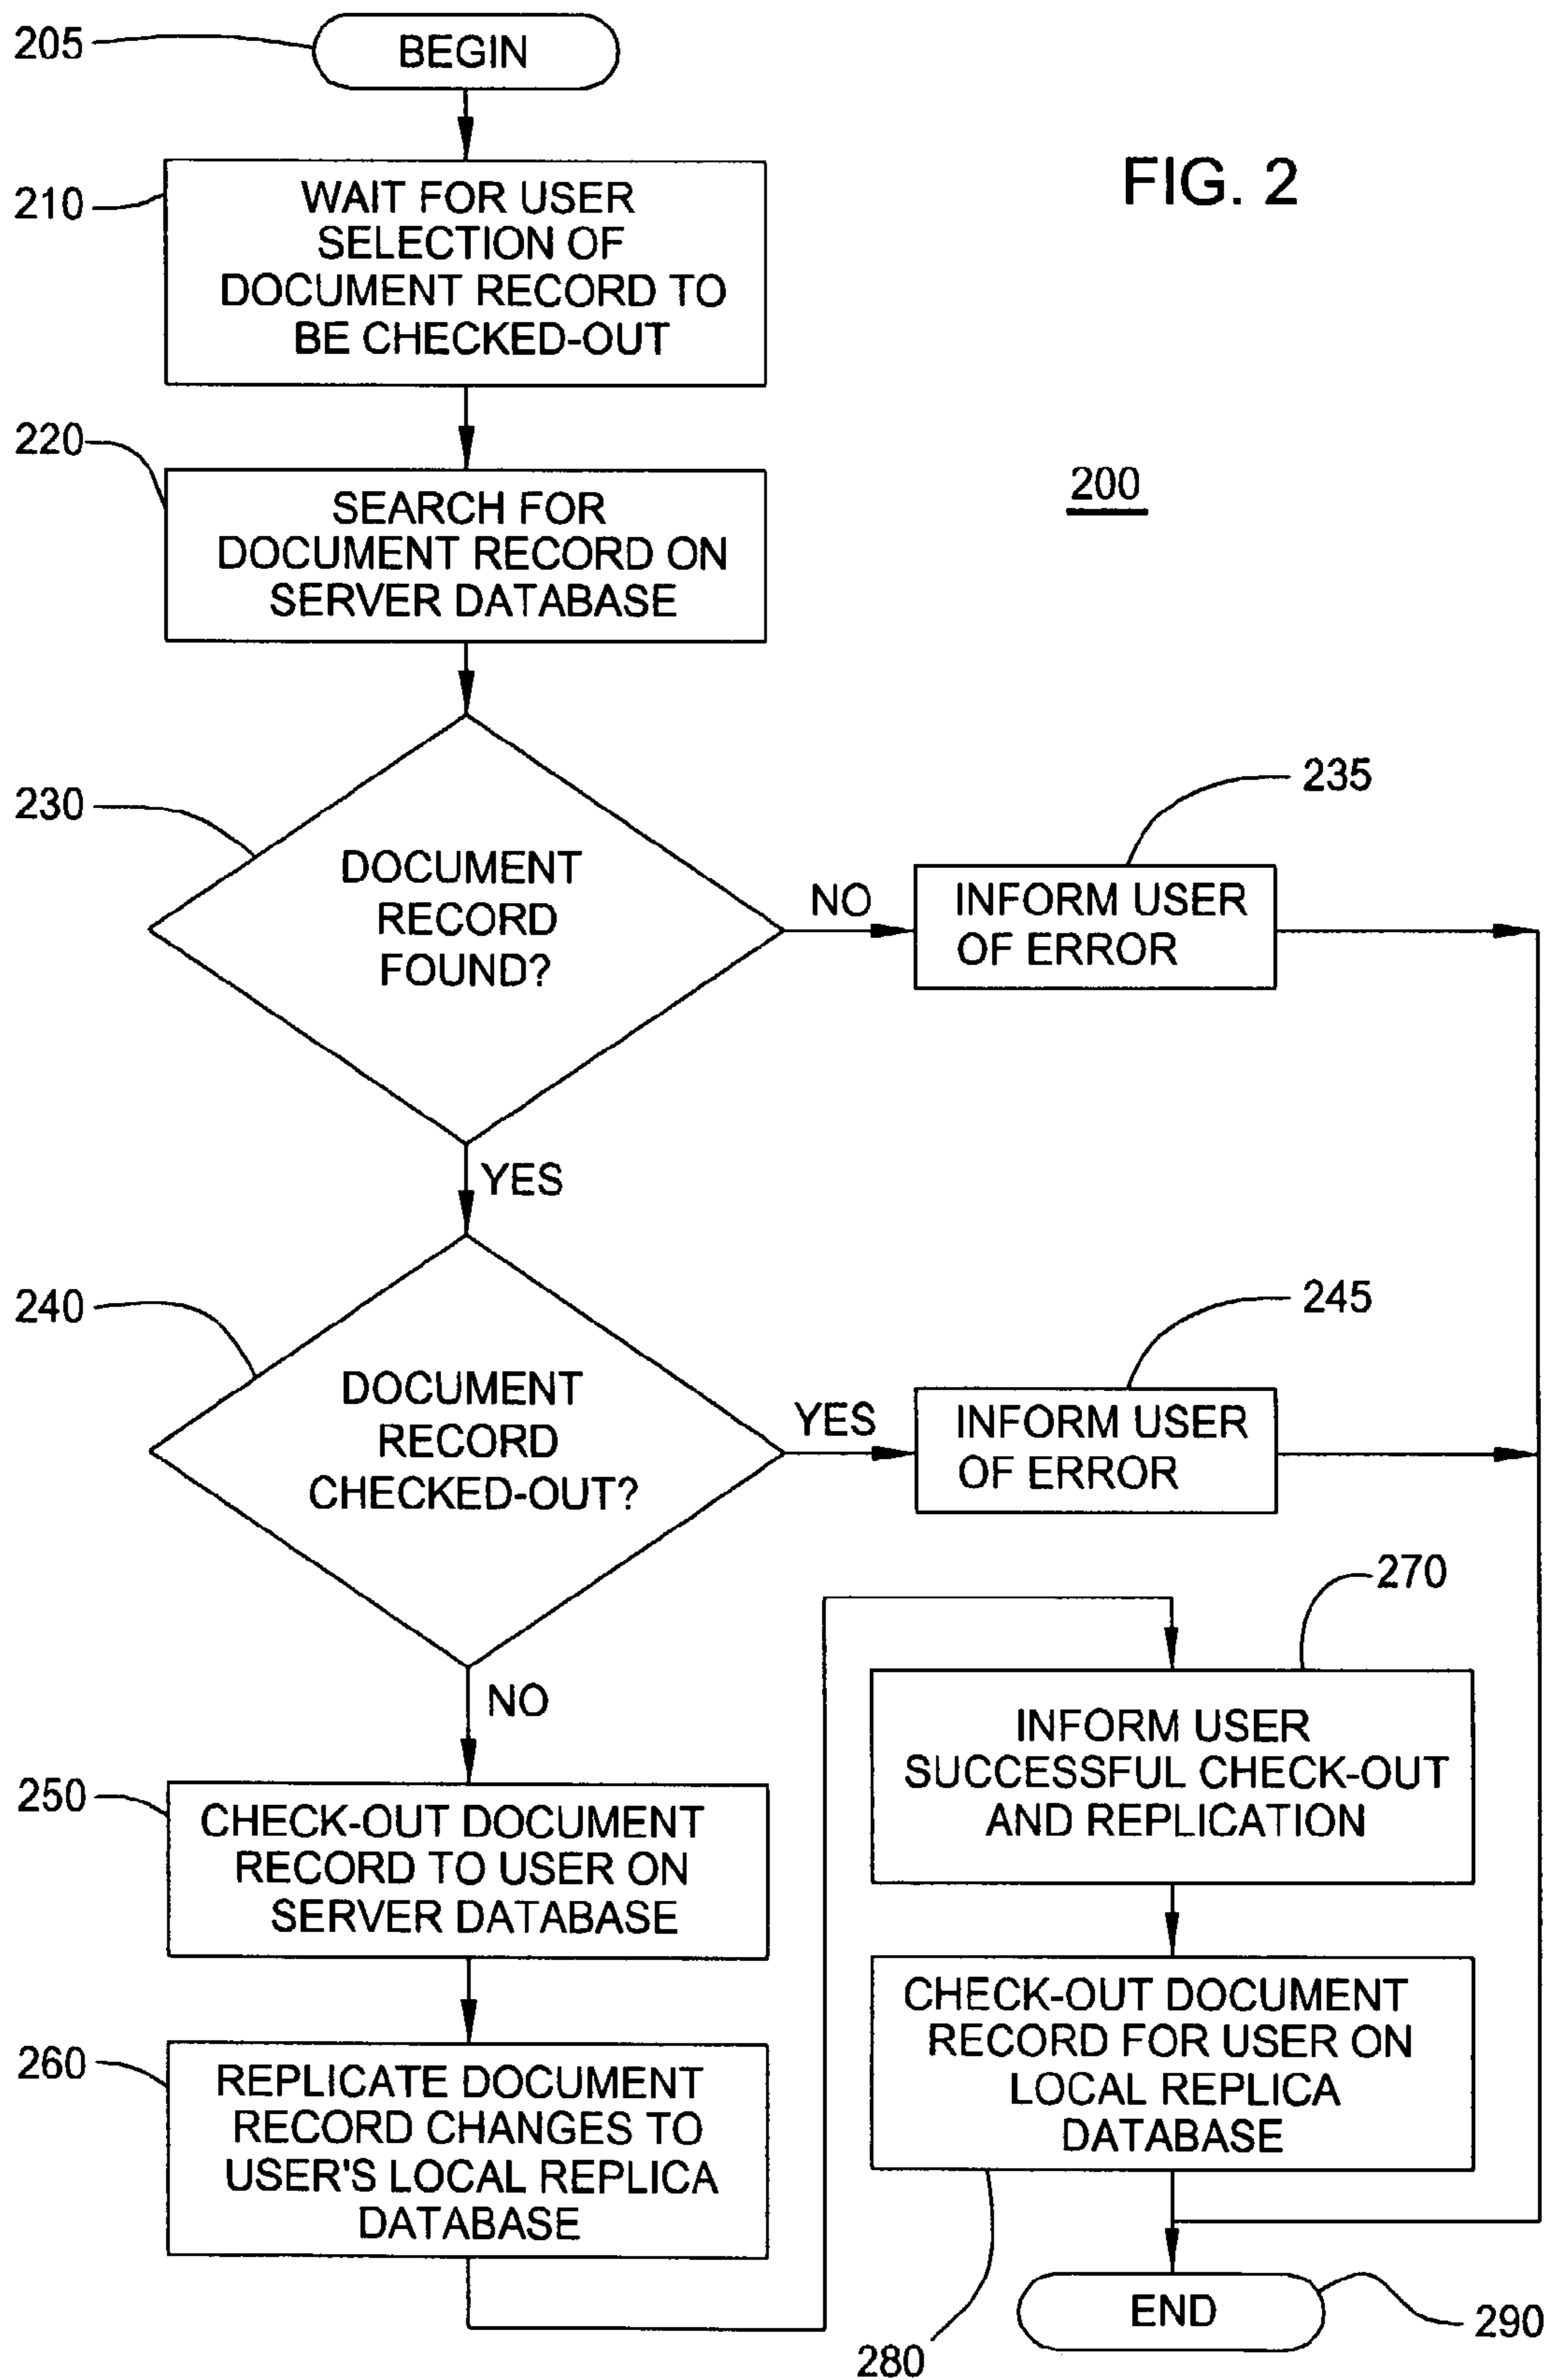 205
BEGIN
FIG. 2
210
WAIT FOR USER
SELECTION OF
DOCUMENT RECORD TO
BE CHECKED-OUT
220
200
SEARCH FOR
DOCUMENT RECORD ON
SERVER DATABASE
230
DOCUMENT
RECORD
FOUND?
NO
235
INFORM USER
OF ERROR
YES
240
DOCUMENT
RECORD
CHECKED-OUT?
YES
245
INFORM USER
OF ERROR
NO
250
CHECK-OUT DOCUMENT
RECORD TO USER ON
SERVER DATABASE
260
REPLICATE DOCUMENT
RECORD CHANGES TO
USER'S LOCAL REPLICA
DATABASE
270
INFORM USER
SUCCESSFUL CHECK-OUT
AND REPLICATION
CHECK-OUT DOCUMENT
RECORD FOR USER ON
LOCAL REPLICA
DATABASE
280
END
290